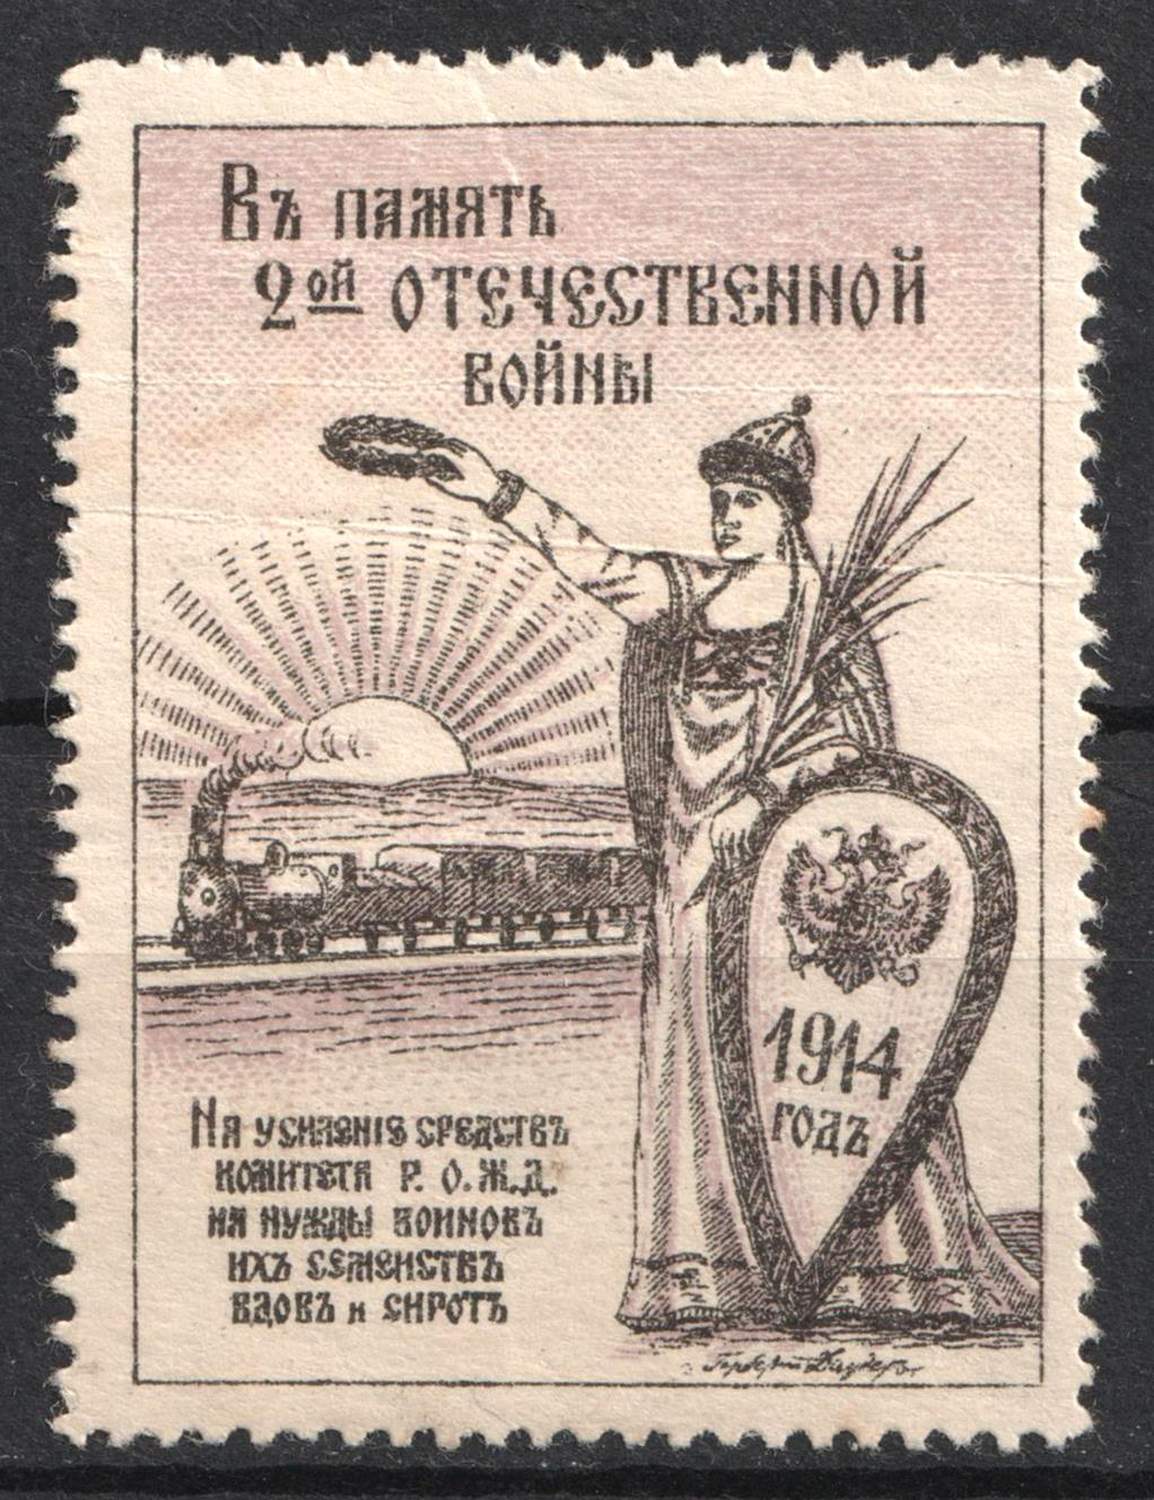 Въ память
2ой отечественной
войны
1914
годъ
На усиленіе средствъ
комитета Р. О. Ж. Д.
на нужды воиновъ
ихъ семействъ
вдовъ и сиротъ